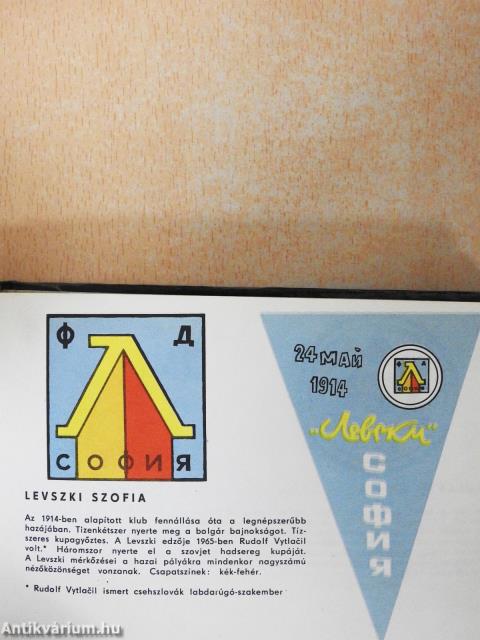 Ф Д
Л
СОФИЯ
LEVSZKI SZOFIA
Az 1914-ben alapított klub fennállása óta a legnépszerűbb
hazájában. Tizenkétszer nyerte meg a bolgár bajnokságot. Tíz-
szeres kupagyőztes. A Levszki edzője 1965-ben Rudolf Vytlačil
volt.* Háromszor nyerte el a szovjet hadsereg kupáját.
A Levszki mérkőzései a hazai pályákra mindenkor nagyszámú
nézőközönséget vonzanak. Csapatszínek: kék-fehér.
* Rudolf Vytlačil ismert csehszlovák labdarúgó-szakember
24 МАЙ
1914
Ф Д
Л
СОФИЯ
„Левски"
СОФИЯ
Antikvárium.hu